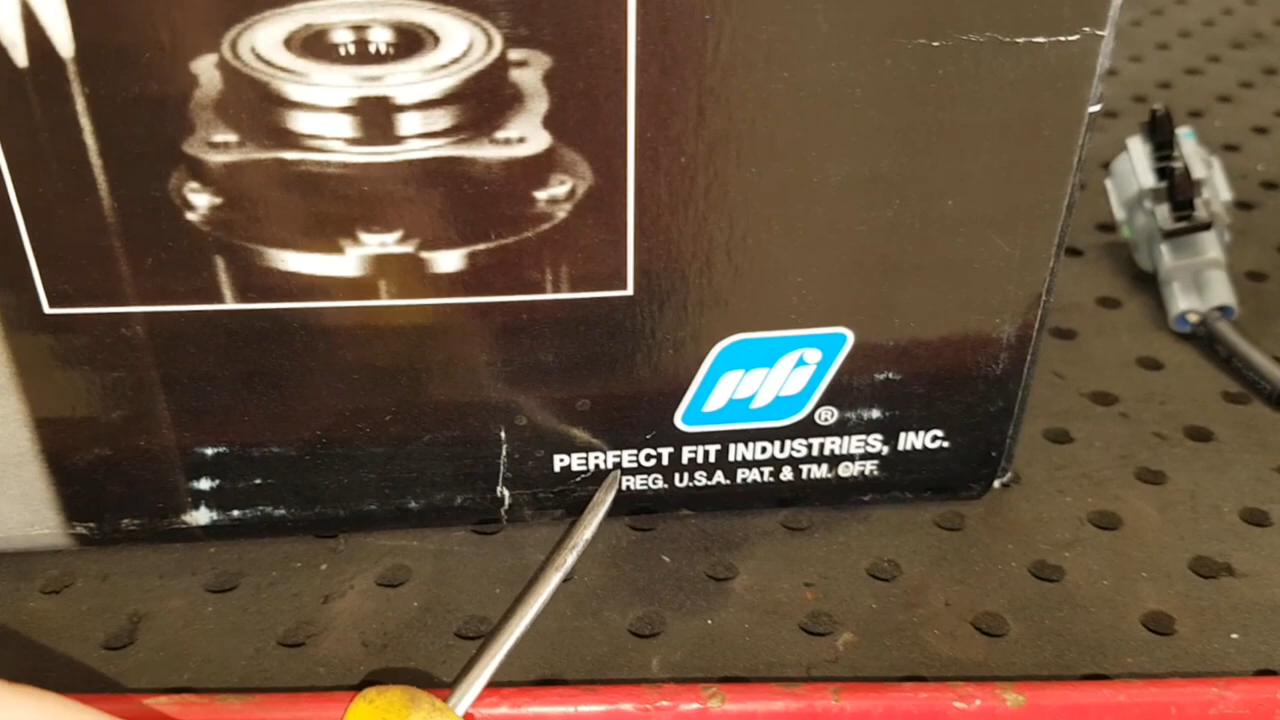 pfi
®
PERFECT FIT INDUSTRIES, INC.
REG. U.S.A. PAT. & TM. OFF.